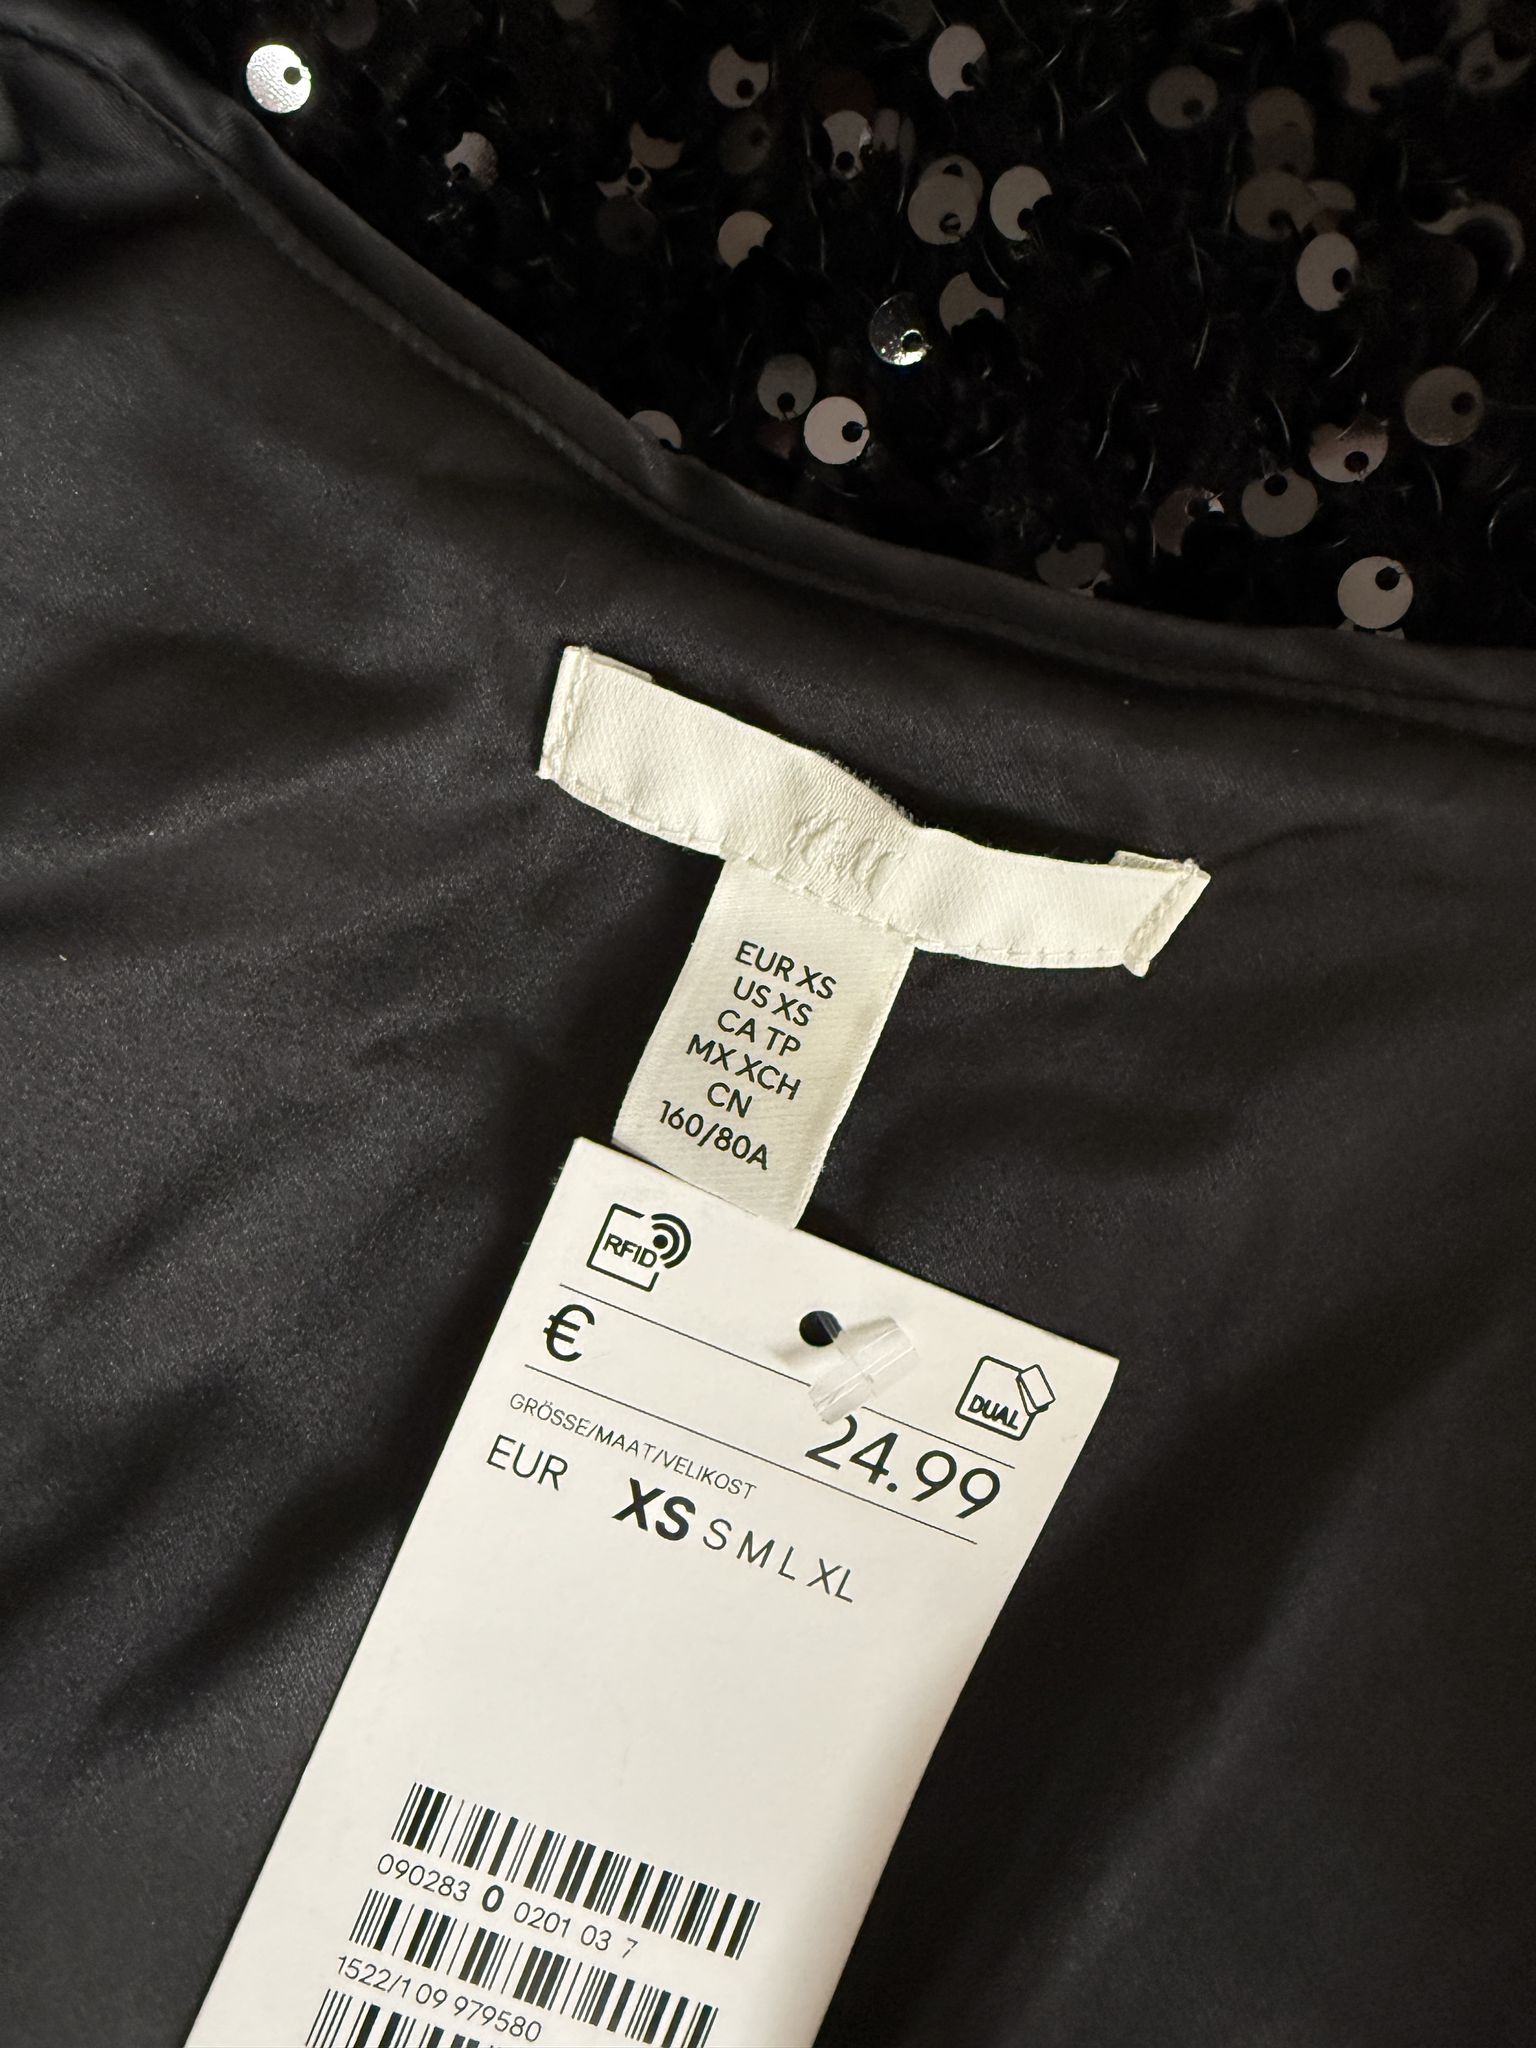 H&M
EUR XS
US XS
CA TP
MX XCH
CN
160/80A
RFID
€ 24.99
DUAL
GRÖSSE/MAAT/VELIKOST
EUR XS S M L XL
090283 0 0201 03 7
1522/1 09 979580